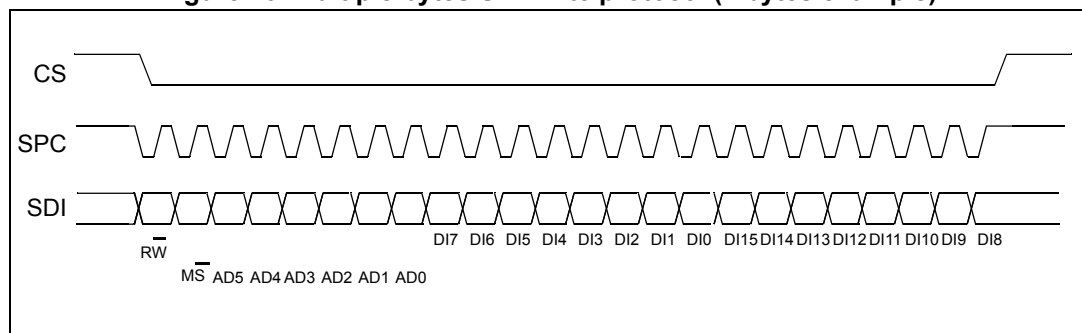 CS
SPC
SDI
DI7 DI6 DI5 DI4 DI3 DI2 DI1 DI0 DI15 DI14 DI13 DI12 DI11 DI10 DI9 DI8
RW
MS AD5 AD4 AD3 AD2 AD1 AD0